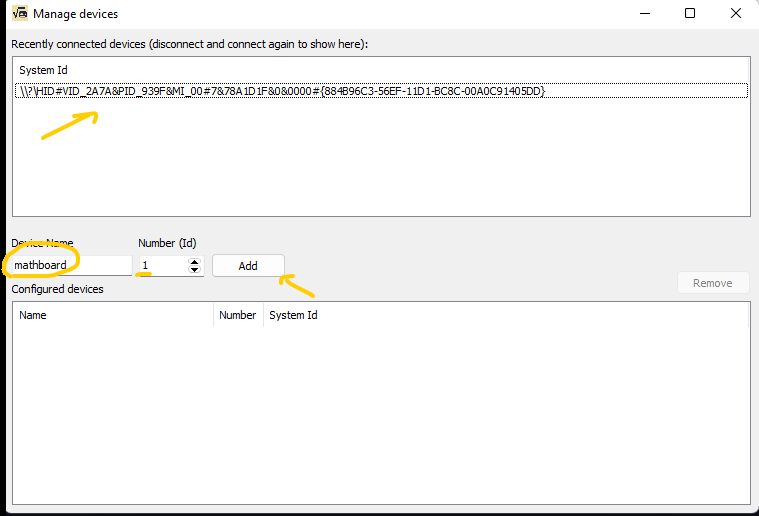 Manage devices
Recently connected devices (disconnect and connect again to show here):
System Id
\\?\HID#VID_2A7A&PID_939F&MI_00#7&78A1D1F&0&0000#{884B96C3-56EF-11D1-BC8C-00A0C91405DD}
Device Name Number (Id)
mathboard 1 Add
Remove
Configured devices
Name Number System Id